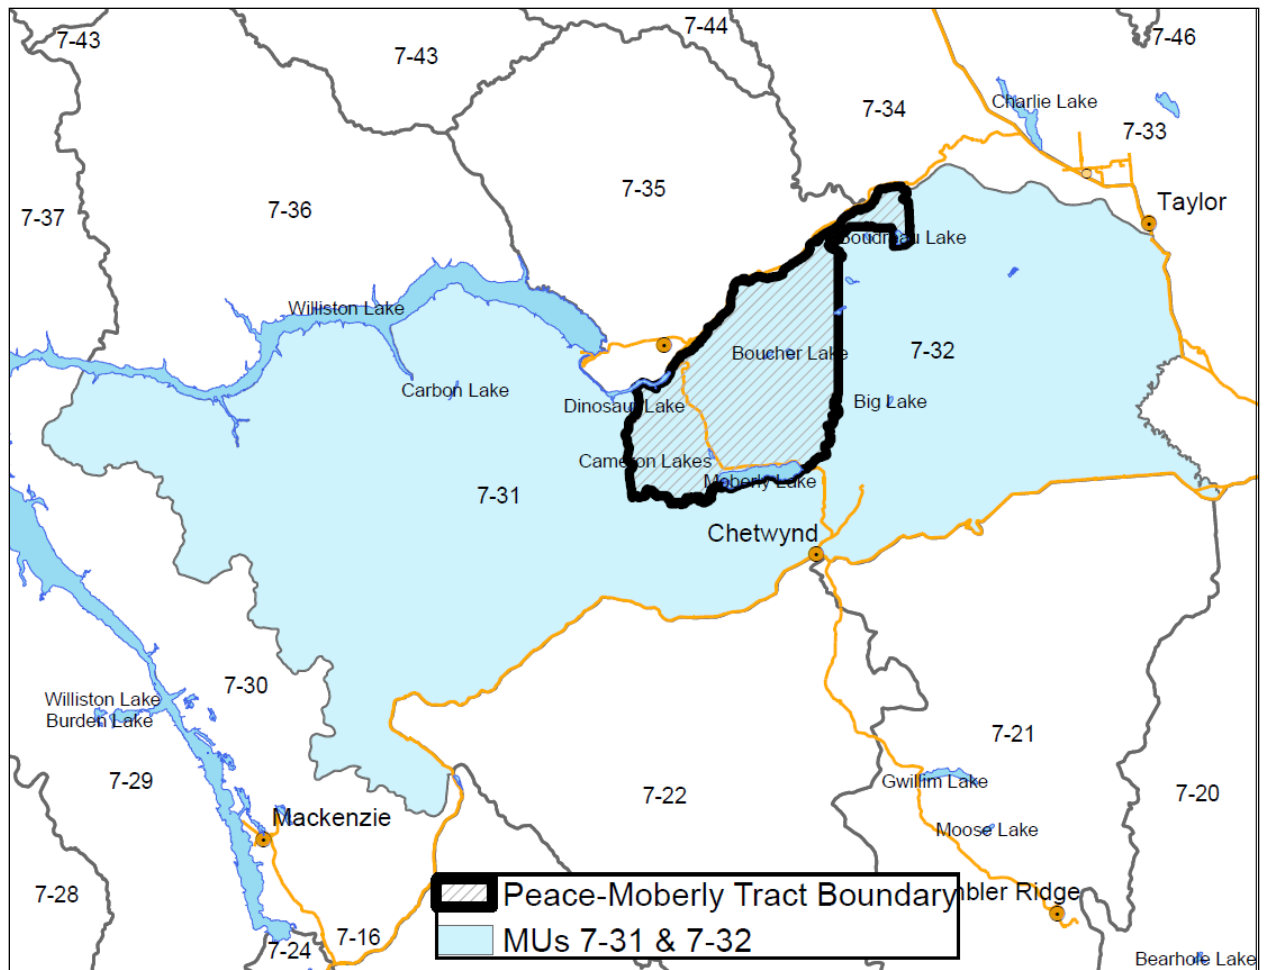 7-43
7-43
7-44
7-46
Charlie Lake
7-34
7-33
7-35
7-36
7-37
Taylor
Boudreau Lake
Williston Lake
Boucher Lake
7-32
Carbon Lake
Dinosaur Lake
Big Lake
Cameron Lakes
Moberly Lake
7-31
Chetwynd
7-30
Williston Lake
Burden Lake
7-21
7-29
Gwillim Lake
7-22
7-20
Mackenzie
Moose Lake
7-28
Peace-Moberly Tract Boundary
mbler Ridge
7-16
7-24
MUs 7-31 & 7-32
Bearhole Lake